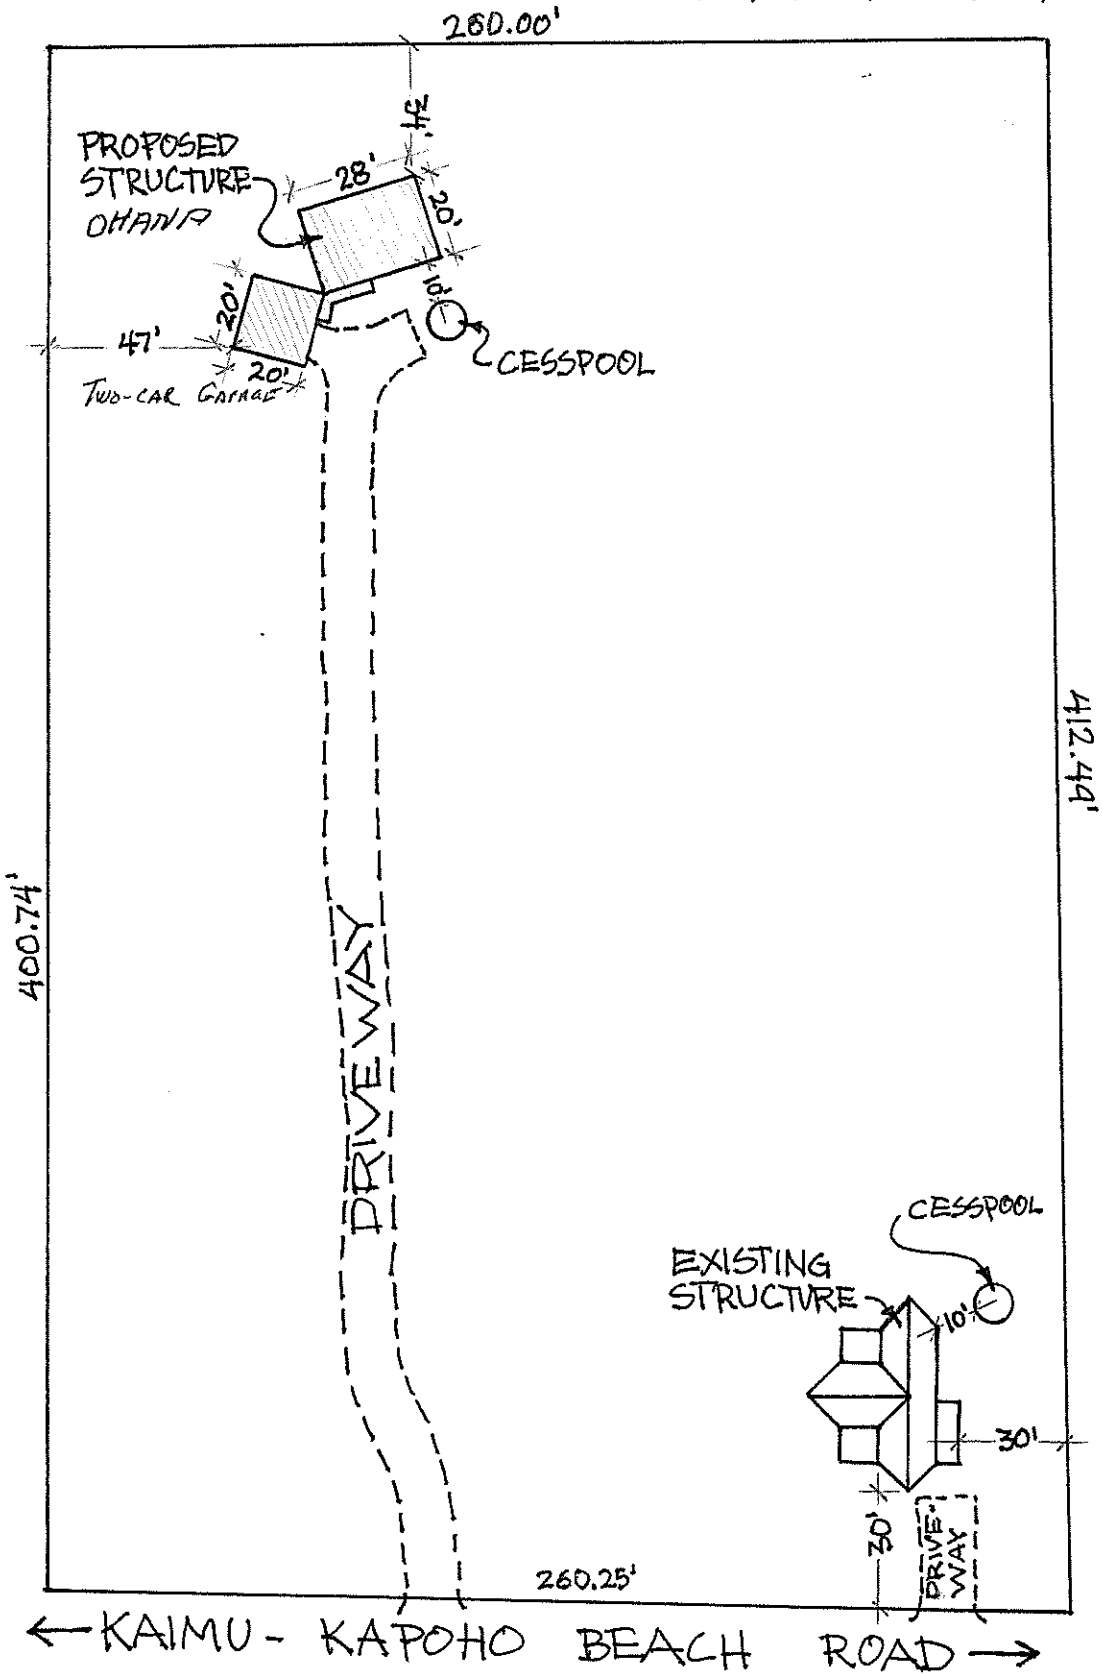 260.00'
34'
PROPOSED
STRUCTURE
OHANA
28'
20'
10'
20'
47'
20'
TWO-CAR GARAGE
CESSPOOL
412.49'
400.74'
DRIVEWAY
CESSPOOL
EXISTING
STRUCTURE
10'
30'
30'
DRIVE-
WAY
260.25'
← KAIMU - KAPOHO BEACH ROAD →